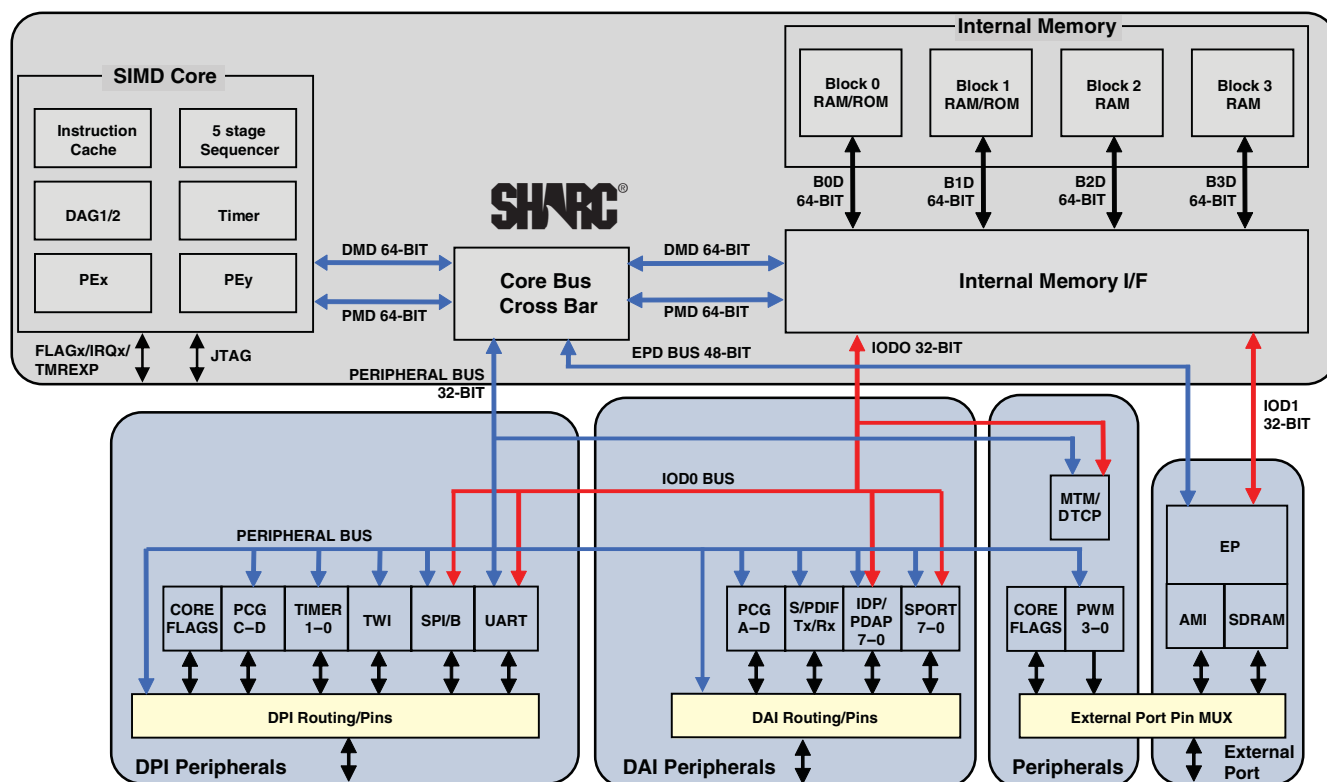 Internal Memory
SIMD Core
Instruction
Cache
5 stage
Sequencer
DAG1/2
Timer
PEx
PEy
Block 0
RAM/ROM
Block 1
RAM/ROM
Block 2
RAM
Block 3
RAM
B0D
64-BIT
B1D
64-BIT
B2D
64-BIT
B3D
64-BIT
SHARC®
DMD 64-BIT
DMD 64-BIT
Core Bus
Cross Bar
Internal Memory I/F
PMD 64-BIT
PMD 64-BIT
FLAGx/IRQx/
TMREXP
JTAG
PERIPHERAL BUS
32-BIT
EPD BUS 48-BIT
IODO 32-BIT
IOD1
32-BIT
IOD0 BUS
PERIPHERAL BUS
MTM/
DTCP
EP
CORE
FLAGS
PCG
C–D
TIMER
1–0
TWI
SPI/B
UART
PCG
A–D
S/PDIF
Tx/Rx
IDP/
PDAP
7–0
SPORT
7–0
CORE
FLAGS
PWM
3–0
AMI
SDRAM
DPI Routing/Pins
DAI Routing/Pins
External Port Pin MUX
DPI Peripherals
DAI Peripherals
Peripherals
External
Port